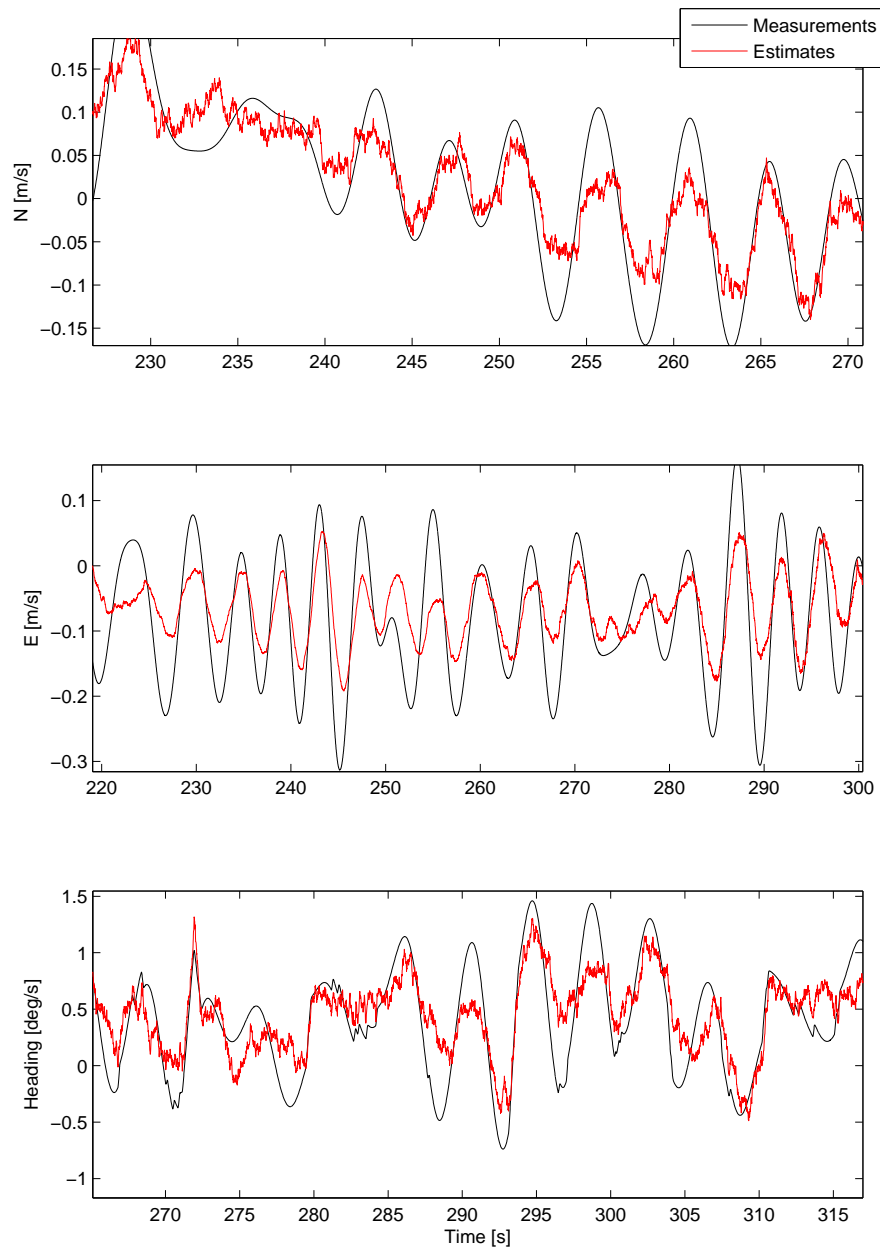 Measurements
Estimates
0.15
0.1
0.05
0
−0.05
−0.1
−0.15
N [m/s]
230 235 240 245 250 255 260 265 270
0.1
0
−0.1
−0.2
−0.3
E [m/s]
220 230 240 250 260 270 280 290 300
1.5
1
0.5
0
−0.5
−1
Heading [deg/s]
270 275 280 285 290 295 300 305 310 315
Time [s]